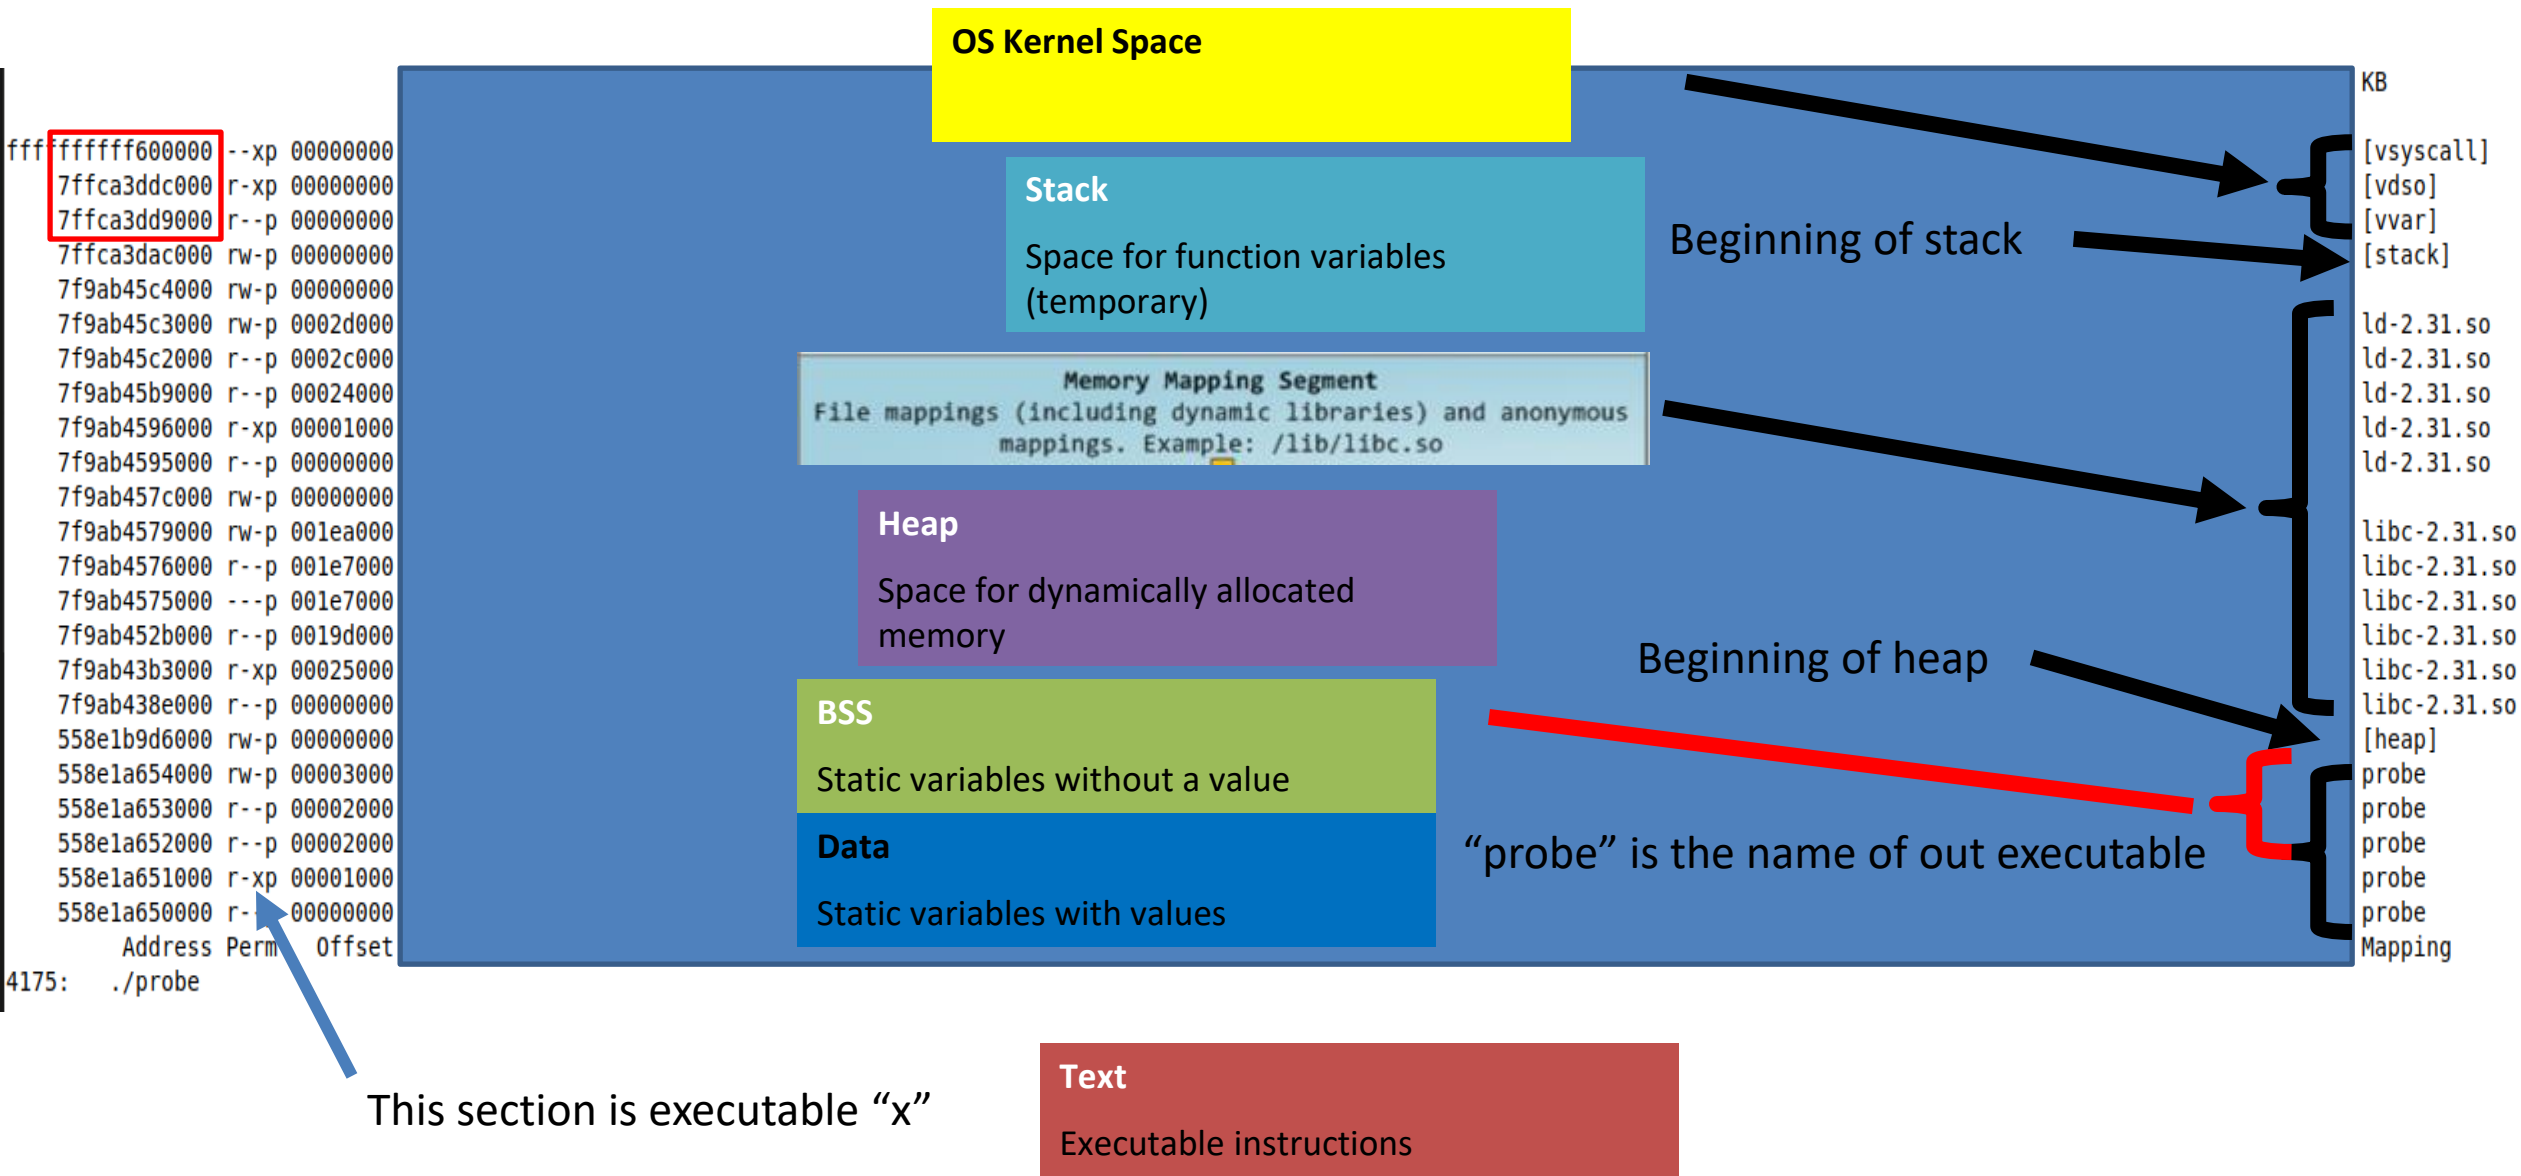 OS Kernel Space
KB
ffffffffff600000 --xp 00000000 [vsyscall]
7ffca3ddc000 r-xp 00000000 [vdso]
7ffca3dd9000 r--p 00000000 [vvar]
7ffca3dac000 rw-p 00000000 [stack]
7f9ab45c4000 rw-p 00000000
7f9ab45c3000 rw-p 0002d000 ld-2.31.so
7f9ab45c2000 r--p 0002c000 ld-2.31.so
7f9ab45b9000 r--p 00024000 ld-2.31.so
7f9ab4596000 r-xp 00001000 ld-2.31.so
7f9ab4595000 r--p 00000000 ld-2.31.so
7f9ab457c000 rw-p 00000000
7f9ab4579000 rw-p 001ea000 libc-2.31.so
7f9ab4576000 r--p 001e7000 libc-2.31.so
7f9ab4575000 ---p 001e7000 libc-2.31.so
7f9ab452b000 r--p 0019d000 libc-2.31.so
7f9ab43b3000 r-xp 00025000 libc-2.31.so
7f9ab438e000 r--p 00000000 libc-2.31.so
558e1b9d6000 rw-p 00000000 [heap]
558e1a654000 rw-p 00003000 probe
558e1a653000 r--p 00002000 probe
558e1a652000 r--p 00002000 probe
558e1a651000 r-xp 00001000 probe
558e1a650000 r-- 00000000 probe
Address Perm Offset Mapping
4175: ./probe
Stack
Space for function variables
(temporary)
Beginning of stack
Memory Mapping Segment
File mappings (including dynamic libraries) and anonymous
mappings. Example: /lib/libc.so
Heap
Space for dynamically allocated
memory
Beginning of heap
BSS
Static variables without a value
Data
Static variables with values
“probe” is the name of out executable
This section is executable “x”
Text
Executable instructions